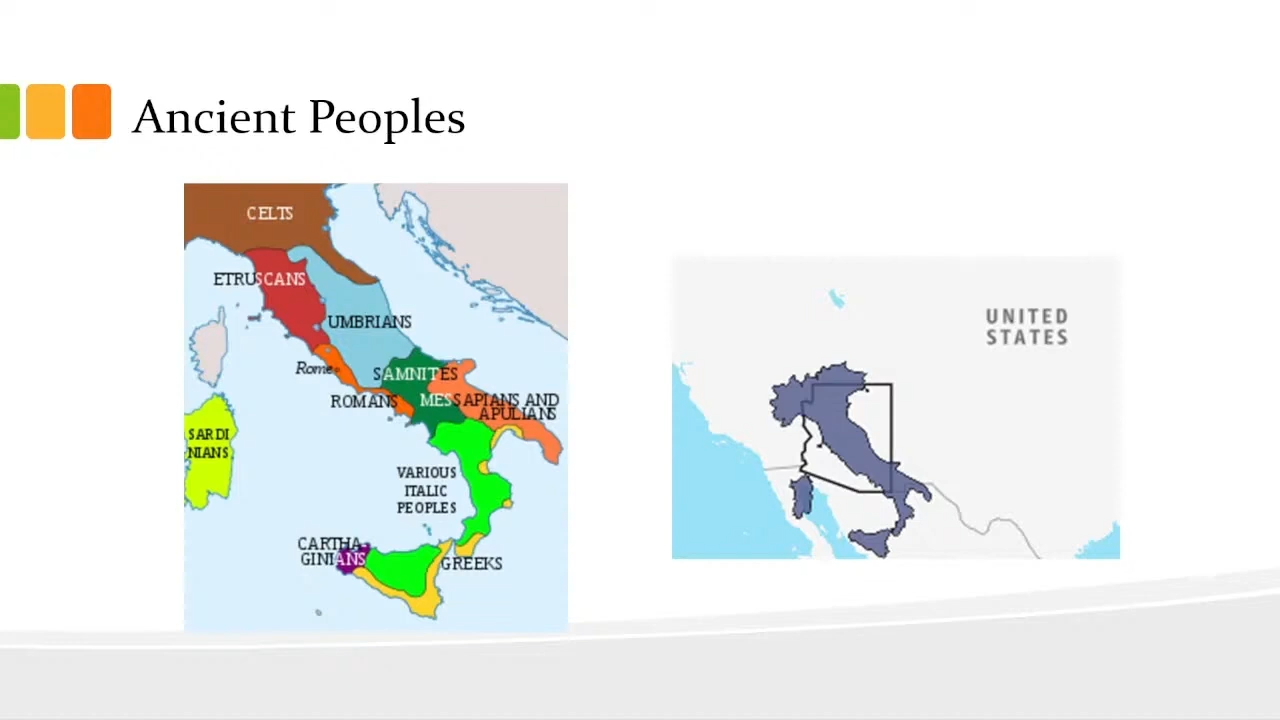 Ancient Peoples
CELTS
ETRUSCANS
UMBRIANS
Rome
SAMNITES
ROMANS
MESSAPIANS AND
APULIANS
SARDI
NIANS
VARIOUS
ITALIC
PEOPLES
CARTHA-
GINIANS
GREEKS
UNITED
STATES